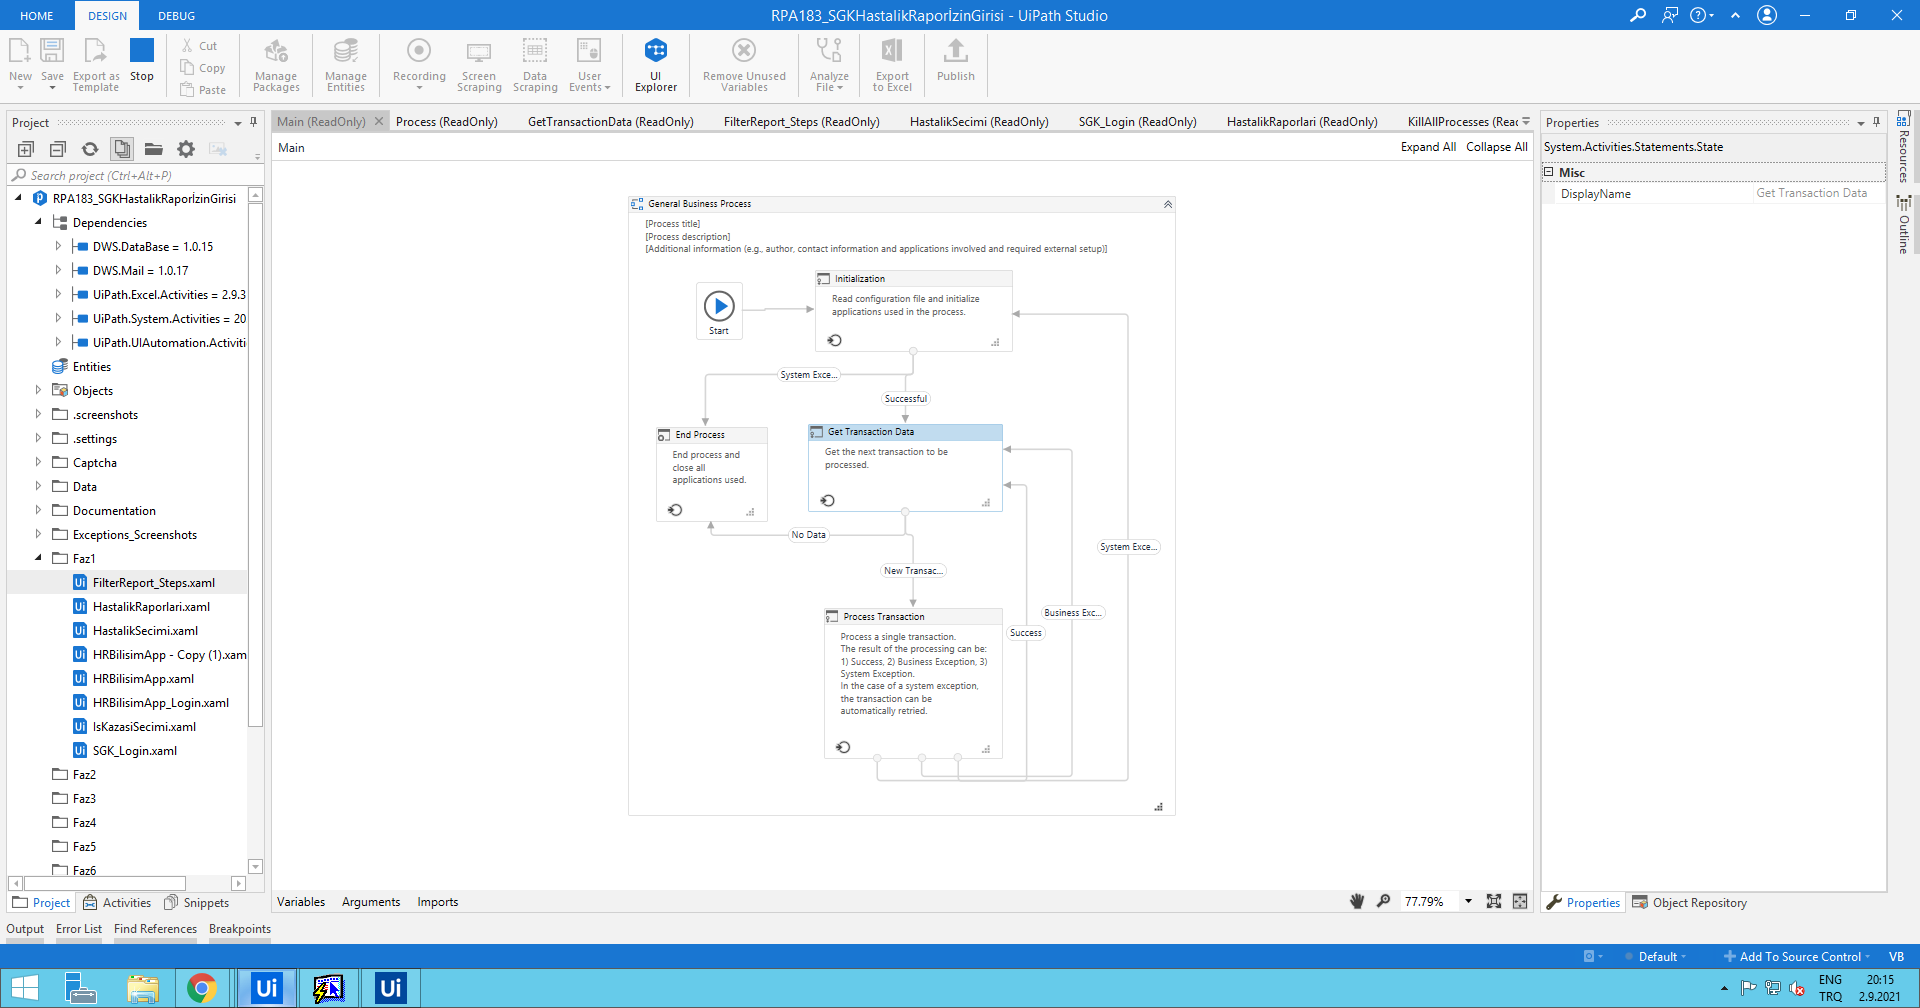 HOME DESIGN DEBUG RPA183_SGKHastalikRaporİzinGirisi - UiPath Studio
New Save Export as Template Stop
Cut
Copy
Paste
Manage Packages
Manage Entities
Recording
Screen Scraping
Data Scraping
User Events
UI Explorer
Remove Unused Variables
Analyze File
Export to Excel
Publish
Project
Search project (Ctrl+Alt+P)
RPA183_SGKHastalikRaporİzinGirisi
Dependencies
DWS.DataBase = 1.0.15
DWS.Mail = 1.0.17
UiPath.Excel.Activities = 2.9.3
UiPath.System.Activities = 20
UiPath.UIAutomation.Activiti
Entities
Objects
.screenshots
.settings
Captcha
Data
Documentation
Exceptions_Screenshots
Faz1
FilterReport_Steps.xaml
HastalikRaporlari.xaml
HastalikSecimi.xaml
HRBilisimApp - Copy (1).xam
HRBilisimApp.xaml
HRBilisimApp_Login.xaml
IsKazasiSecimi.xaml
SGK_Login.xaml
Faz2
Faz3
Faz4
Faz5
Faz6
Project Activities Snippets
Main (ReadOnly) Process (ReadOnly) GetTransactionData (ReadOnly) FilterReport_Steps (ReadOnly) HastalikSecimi (ReadOnly) SGK_Login (ReadOnly) HastalikRaporlari (ReadOnly) KillAllProcesses (Reac
Main Expand All Collapse All
General Business Process
[Process title]
[Process description]
[Additional information (e.g., author, contact information and applications involved and required external setup)]
Start
Initialization
Read configuration file and initialize
applications used in the process.
System Exce...
Successful
End Process
End process and
close all
applications used.
Get Transaction Data
Get the next transaction to be
processed.
No Data
New Transac...
System Exce...
Business Exc...
Success
Process Transaction
Process a single transaction.
The result of the processing can be:
1) Success, 2) Business Exception, 3)
System Exception.
In the case of a system exception,
the transaction can be
automatically retried.
Variables Arguments Imports 77.79%
Properties
System.Activities.Statements.State
Misc
DisplayName Get Transaction Data
Properties Object Repository
Resources
Outline
Output Error List Find References Breakpoints
Default Add To Source Control VB
Ui Ui
ENG 20:15
TRQ 2.9.2021